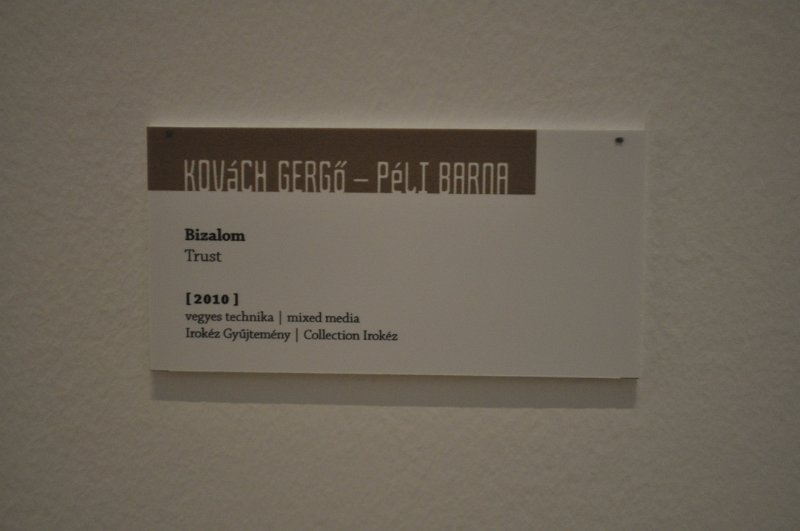 KOVáCH GERGő – PéLI BARNA
Bizalom
Trust
[ 2010 ]
vegyes technika | mixed media
Irokéz Gyűjtemény | Collection Irokéz